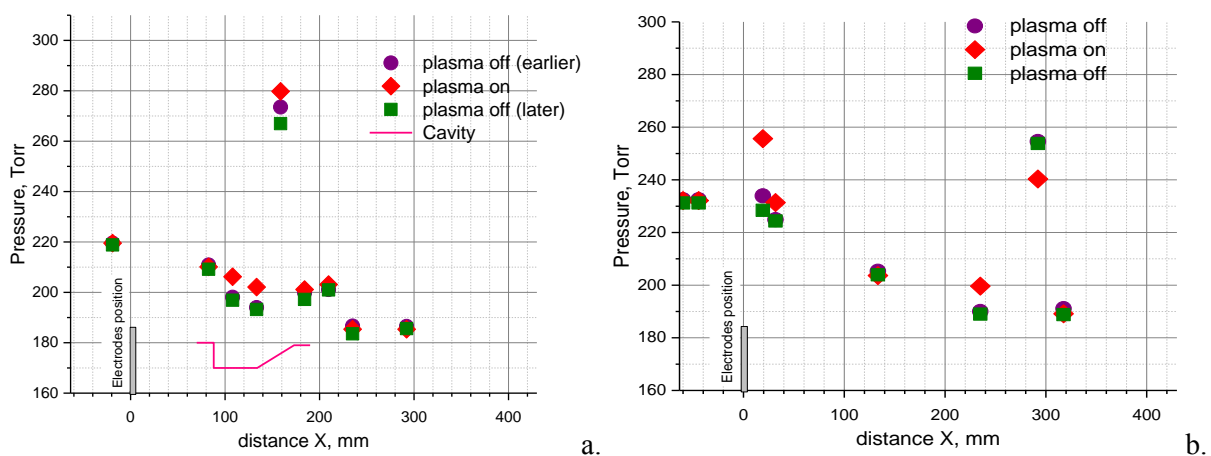 310
300
280
260
240
220
200
180
160
Pressure, Torr
plasma off (earlier)
plasma on
plasma off (later)
Cavity
Electrodes position
0
100
200
300
400
distance X, mm
a.
plasma off
plasma on
plasma off
300
280
260
240
220
200
180
160
Pressure, Torr
Electrodes position
0
100
200
300
400
distance X, mm
b.